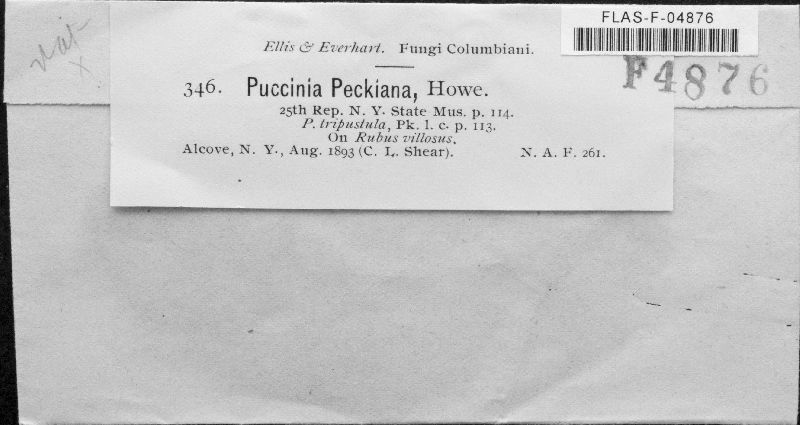 FLAS-F-04876
F4876
Ellis & Everhart. Fungi Columbiani.
346. Puccinia Peckiana, Howe.
25th Rep. N. Y. State Mus. p. 114.
P. tripustula, Pk. l. c. p. 113.
On Rubus villosus.
Alcove, N. Y., Aug. 1893 (C. L. Shear). N. A. F. 261.